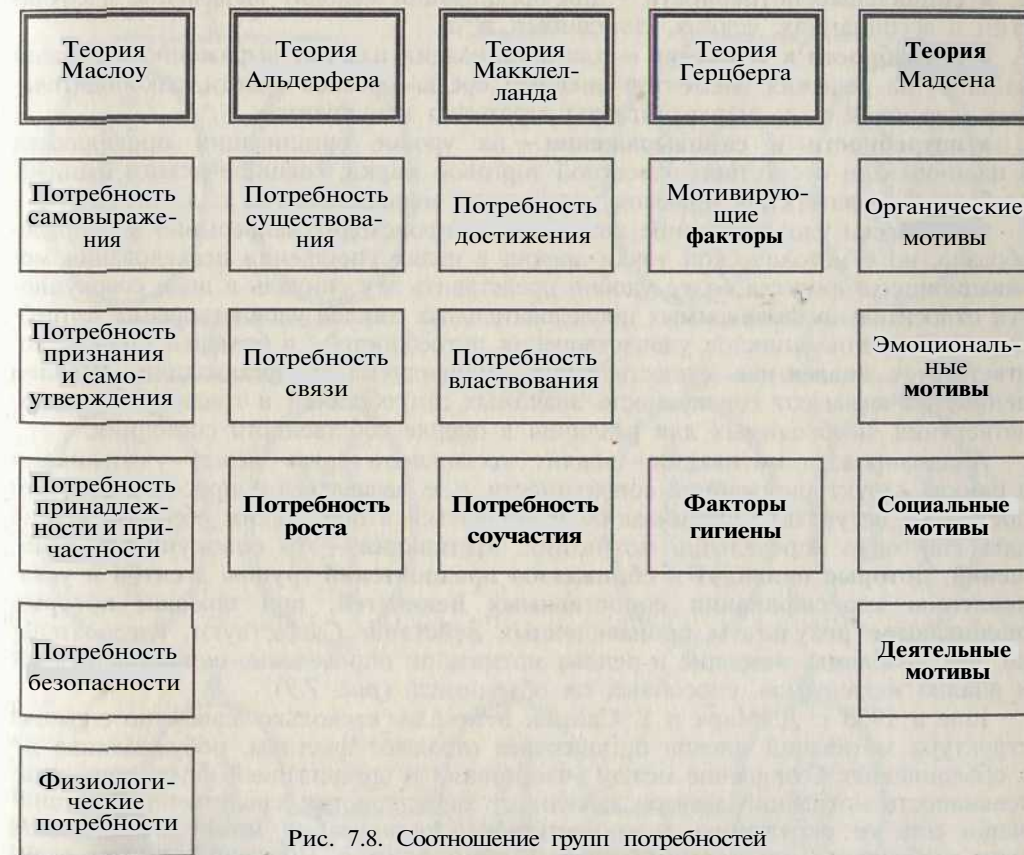 Теория
Маслоу
Теория
Альдерфера
Теория
Макклел-
ланда
Теория
Герцберга
Теория
Мадсена
Потребность
самовыраже-
ния
Потребность
существова-
ния
Потребность
достижения
Мотивирую-
щие
факторы
Органические
мотивы
Потребность
признания
и само-
утверждения
Потребность
связи
Потребность
властвования
Эмоциональ-
ные
мотивы
Потребность
принадлеж-
ности и при-
частности
Потребность
роста
Потребность
соучастия
Факторы
гигиены
Социальные
мотивы
Потребность
безопасности
Деятельные
мотивы
Физиологи-
ческие
потребности
Рис. 7.8. Соотношение групп потребностей